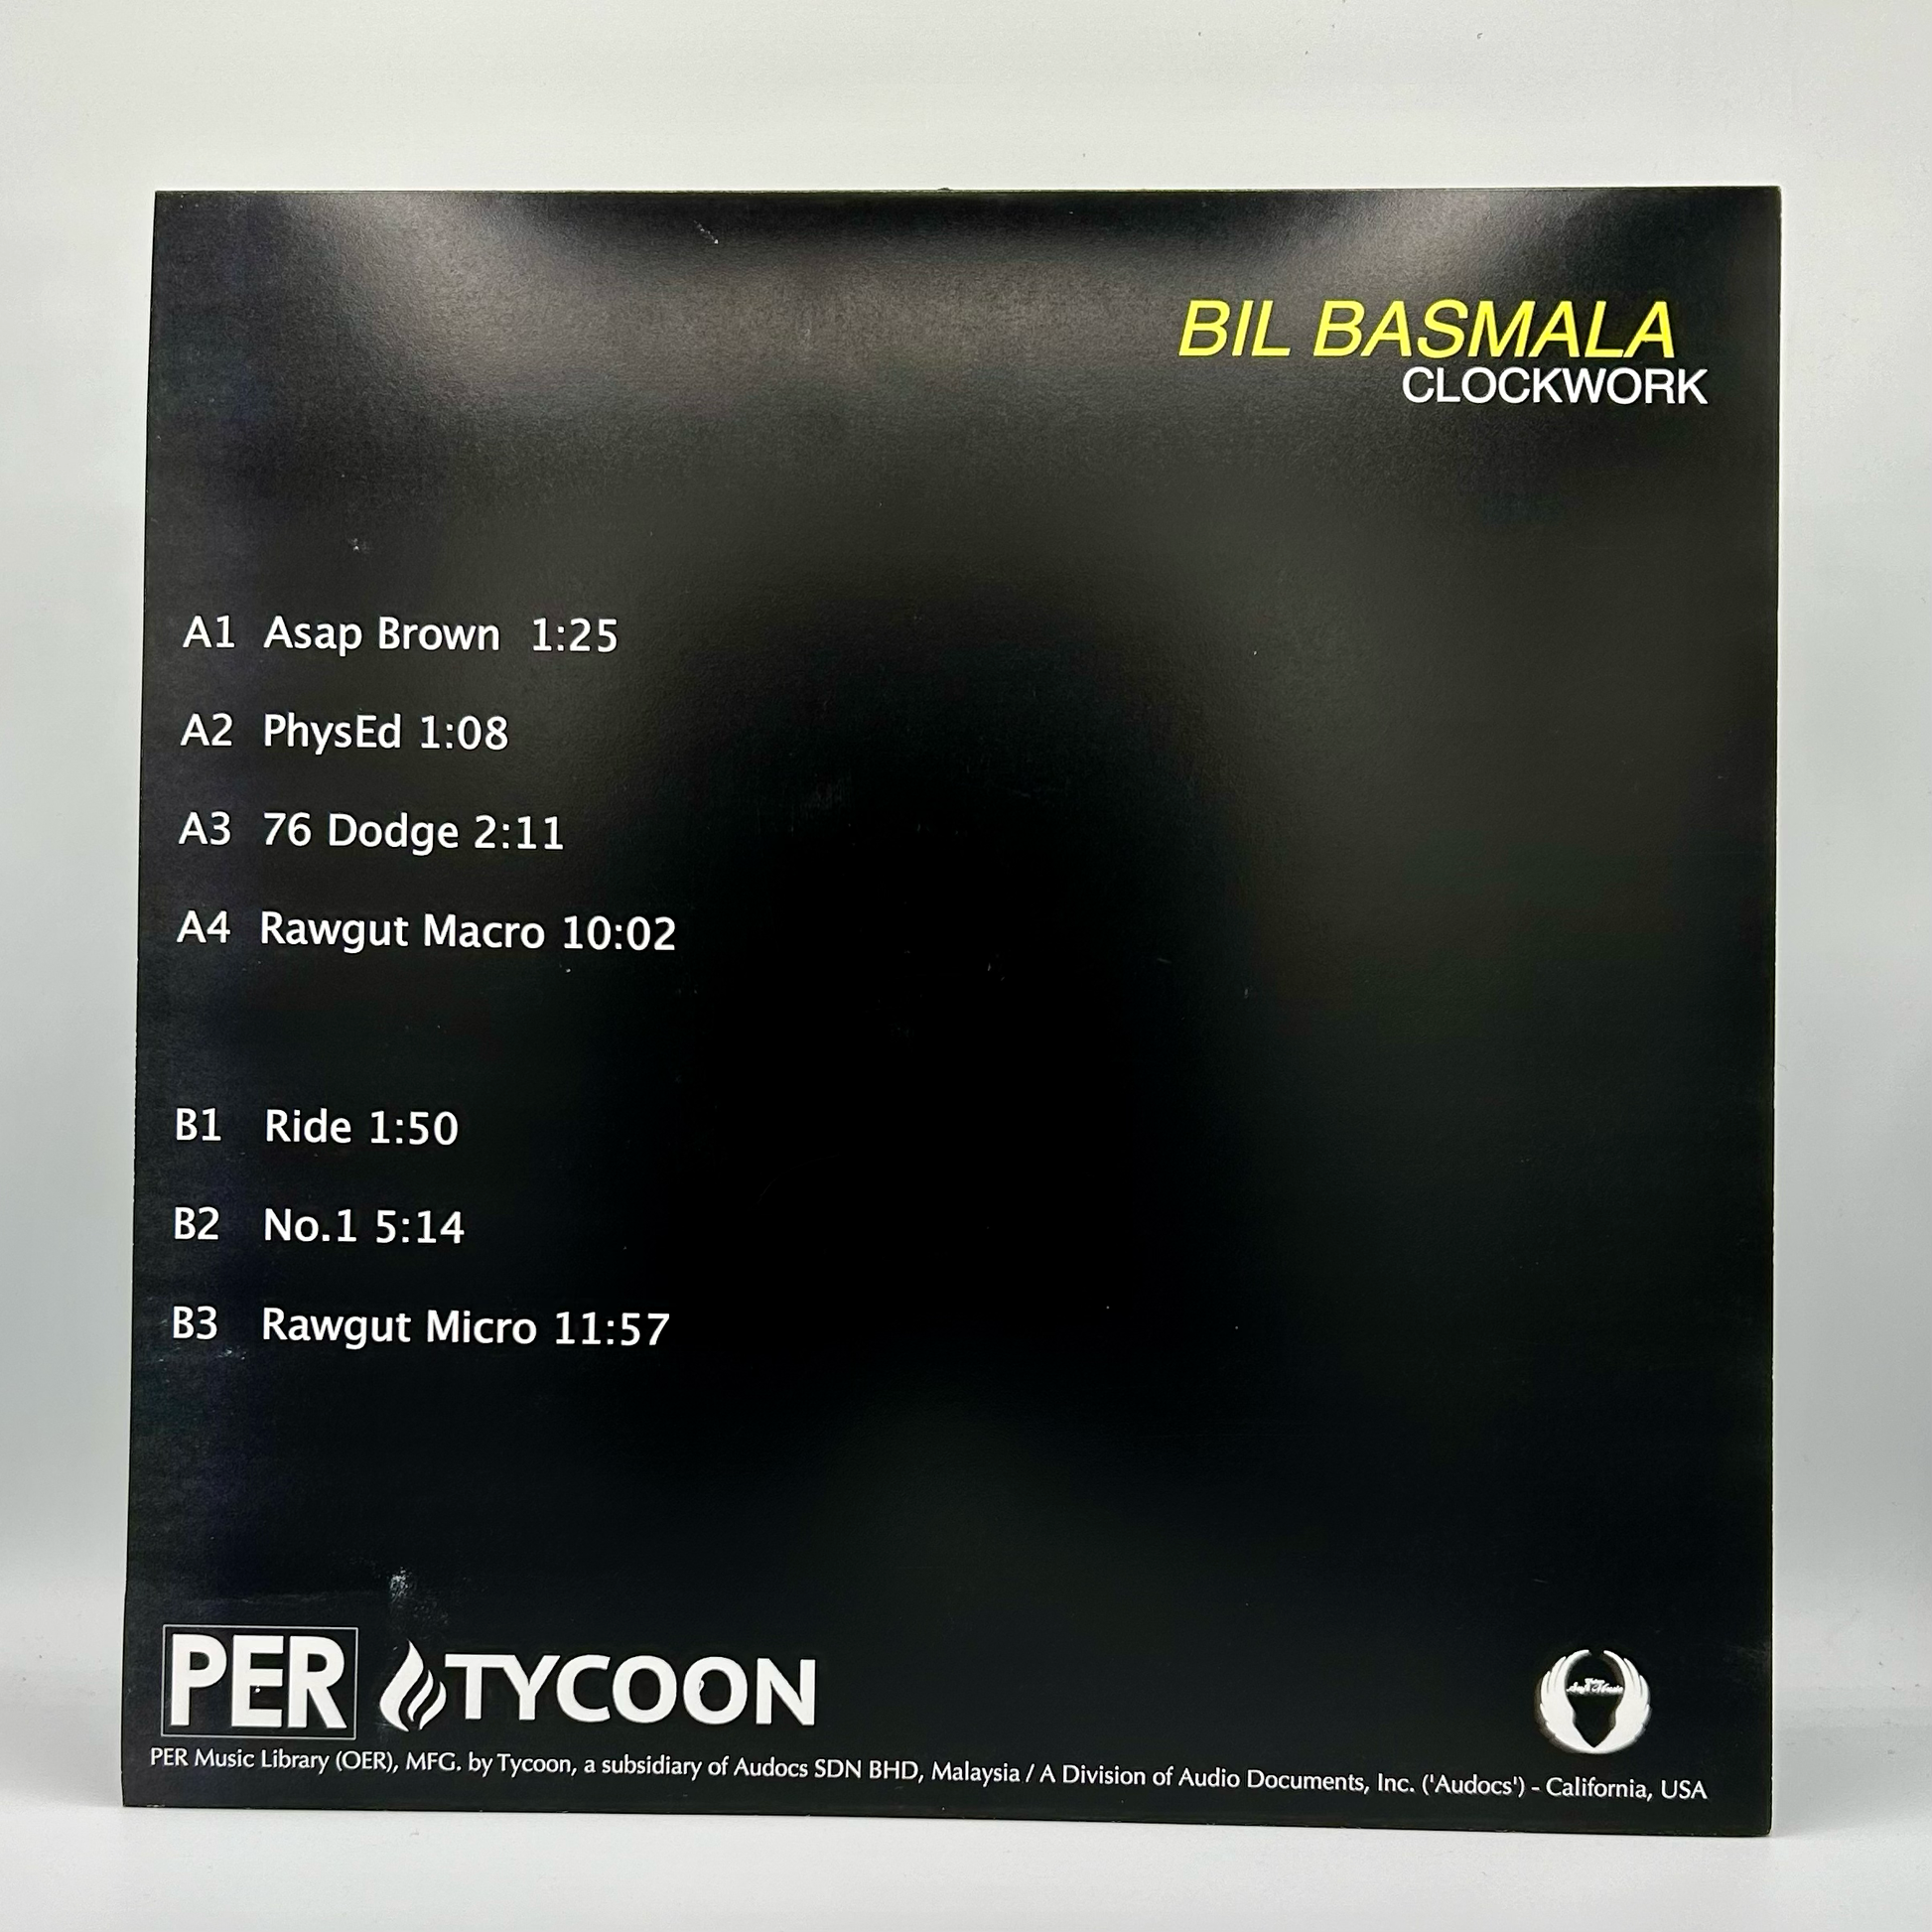 BIL BASMALA
CLOCKWORK
A1 Asap Brown 1:25
A2 PhysEd 1:08
A3 76 Dodge 2:11
A4 Rawgut Macro 10:02
B1 Ride 1:50
B2 No.1 5:14
B3 Rawgut Micro 11:57
PER TYCOON
PER Music Library (OER), MFG. by Tycoon, a subsidiary of Audocs SDN BHD, Malaysia / A Division of Audio Documents, Inc. ('Audocs') - California, USA